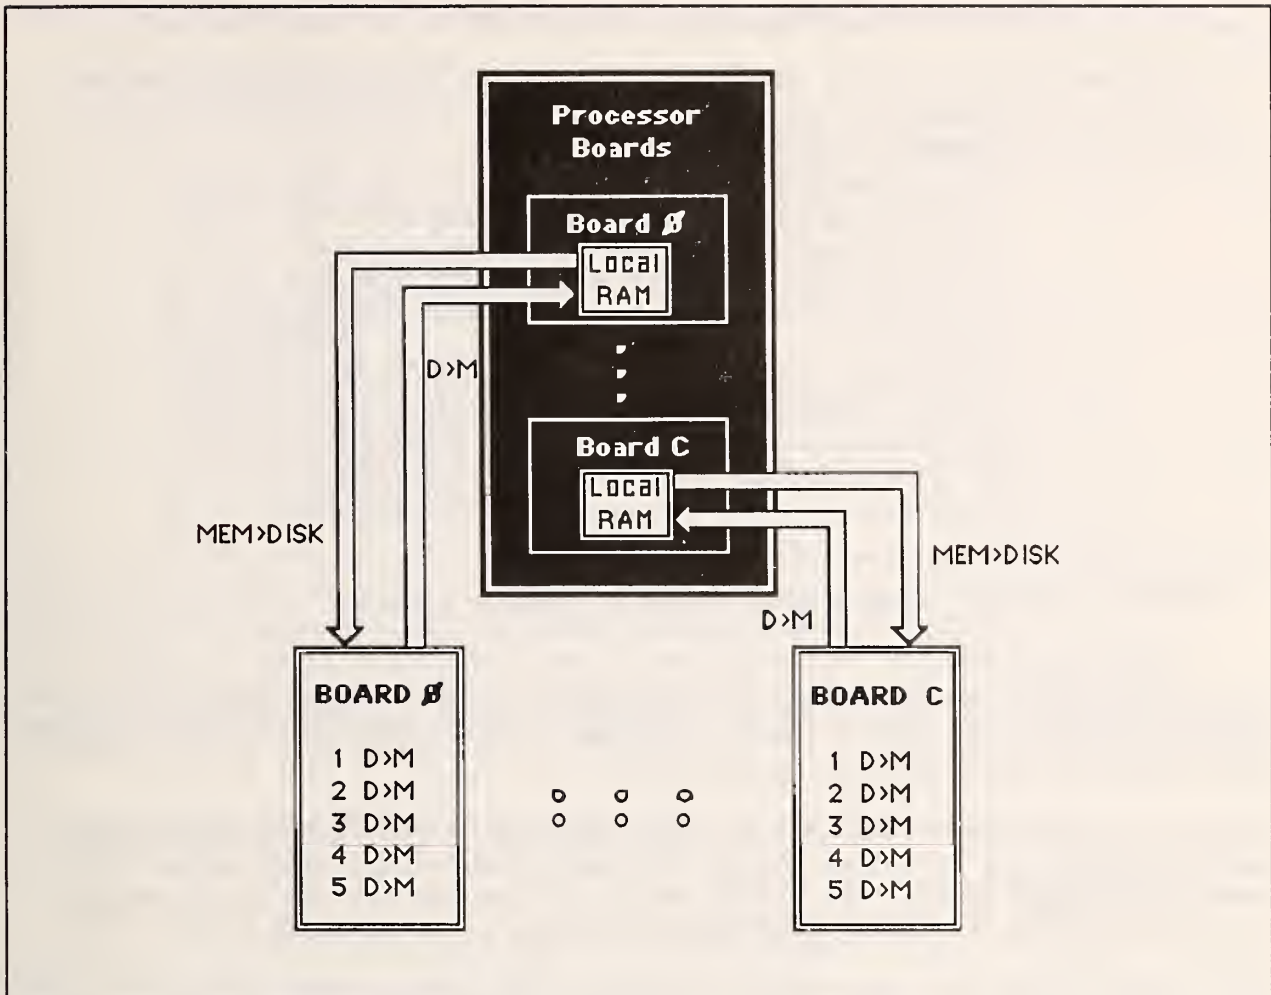 Processor
Boards
Board Ø
Local
RAM
D>M
Board C
Local
RAM
MEM>DISK
MEM>DISK
D>M
BOARD Ø
1 D>M
2 D>M
3 D>M
4 D>M
5 D>M
BOARD C
1 D>M
2 D>M
3 D>M
4 D>M
5 D>M